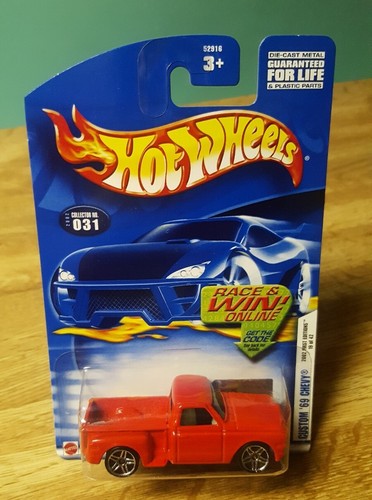 52916
3+
DIE-CAST METAL
GUARANTEED
FOR LIFE
& PLASTIC PARTS
HOT WHEELS
COLLECTOR NO.
031
RACE &
WIN!
ONLINE
GET THE
CODE!
2002 FIRST EDITIONS™
CUSTOM '69 CHEVY®